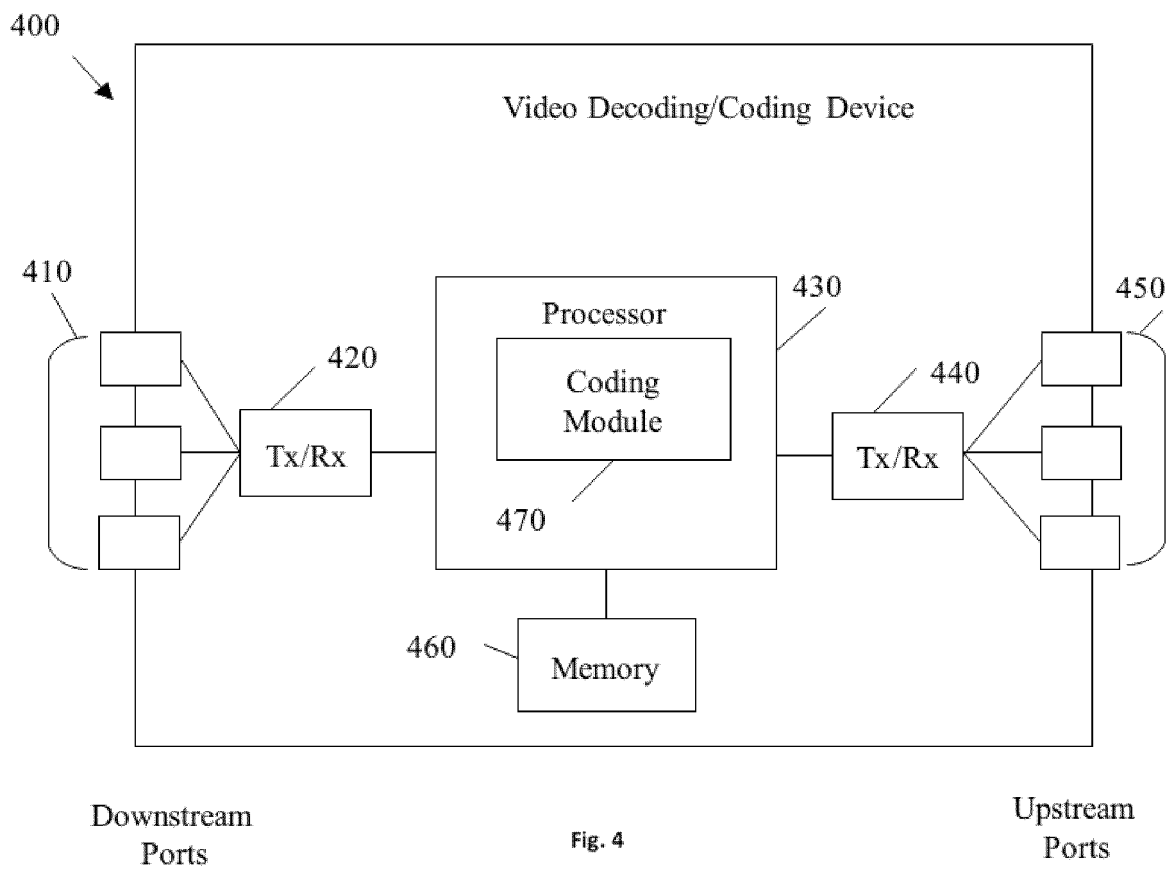 400
Video Decoding/Coding Device
410
430
450
Processor
420
Coding
Module
440
Tx/Rx
Tx/Rx
470
460
Memory
Downstream
Ports
Upstream
Ports
Fig. 4